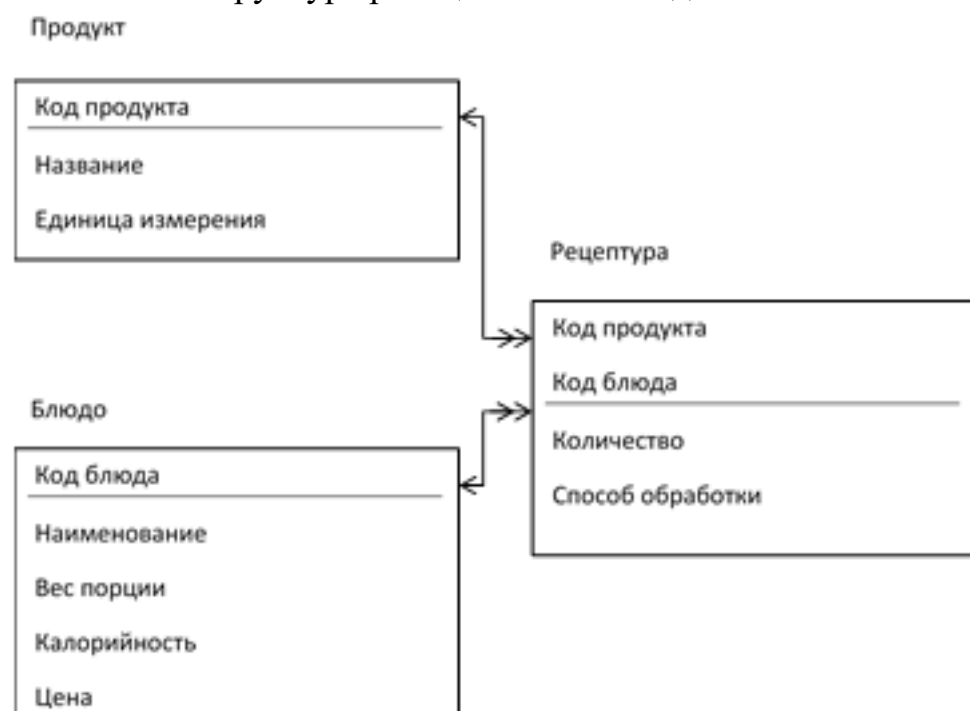 Продукт
Код продукта
Название
Единица измерения
Рецептура
Код продукта
Код блюда
Количество
Способ обработки
Блюдо
Код блюда
Наименование
Вес порции
Калорийность
Цена